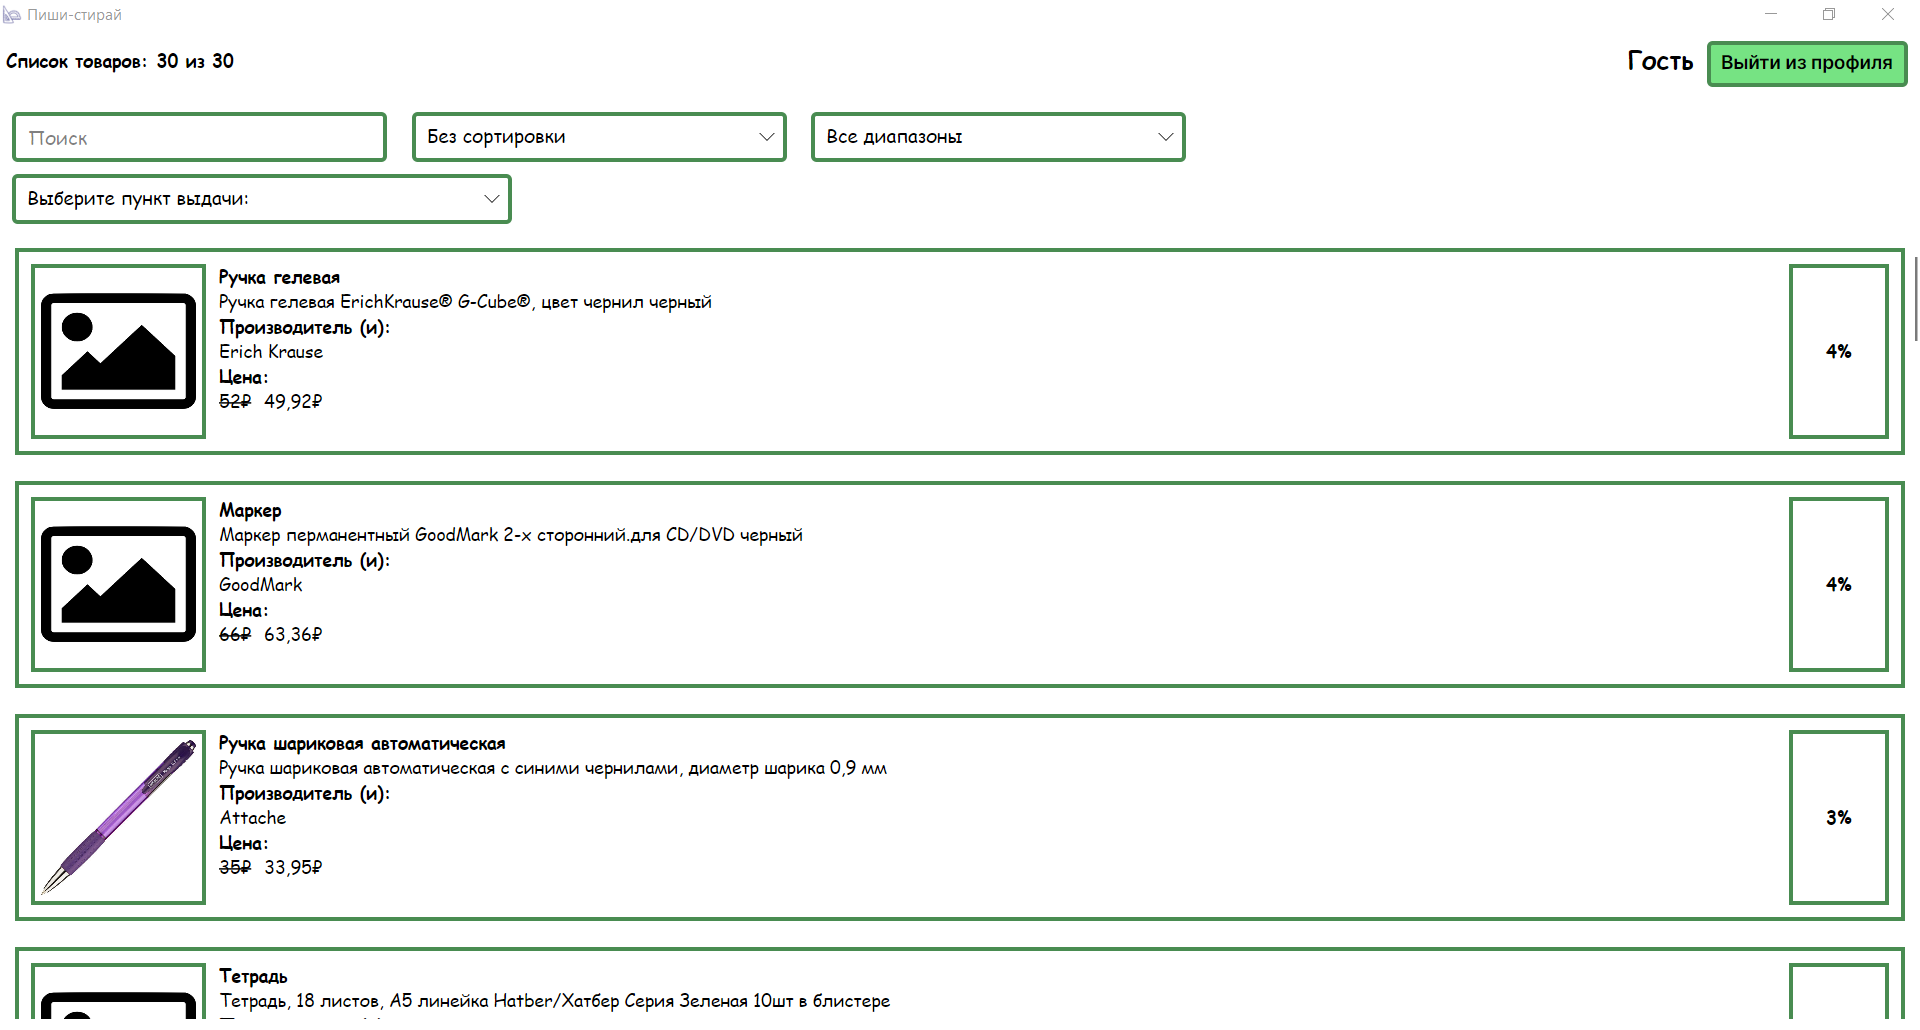 Пиши-стирай
Список товаров: 30 из 30
Гость
Выйти из профиля
Поиск
Без сортировки
Все диапазоны
Выберите пункт выдачи:
Ручка гелевая
Ручка гелевая ErichKrause® G-Cube®, цвет чернил черный
Производитель (и):
Erich Krause
Цена:
52₽ 49,92₽
4%
Маркер
Маркер перманентный GoodMark 2-х сторонний.для CD/DVD черный
Производитель (и):
GoodMark
Цена:
66₽ 63,36₽
4%
Ручка шариковая автоматическая
Ручка шариковая автоматическая с синими чернилами, диаметр шарика 0,9 мм
Производитель (и):
Attache
Цена:
35₽ 33,95₽
3%
Тетрадь
Тетрадь, 18 листов, А5 линейка Hatber/Хатбер Серия Зеленая 10шт в блистере